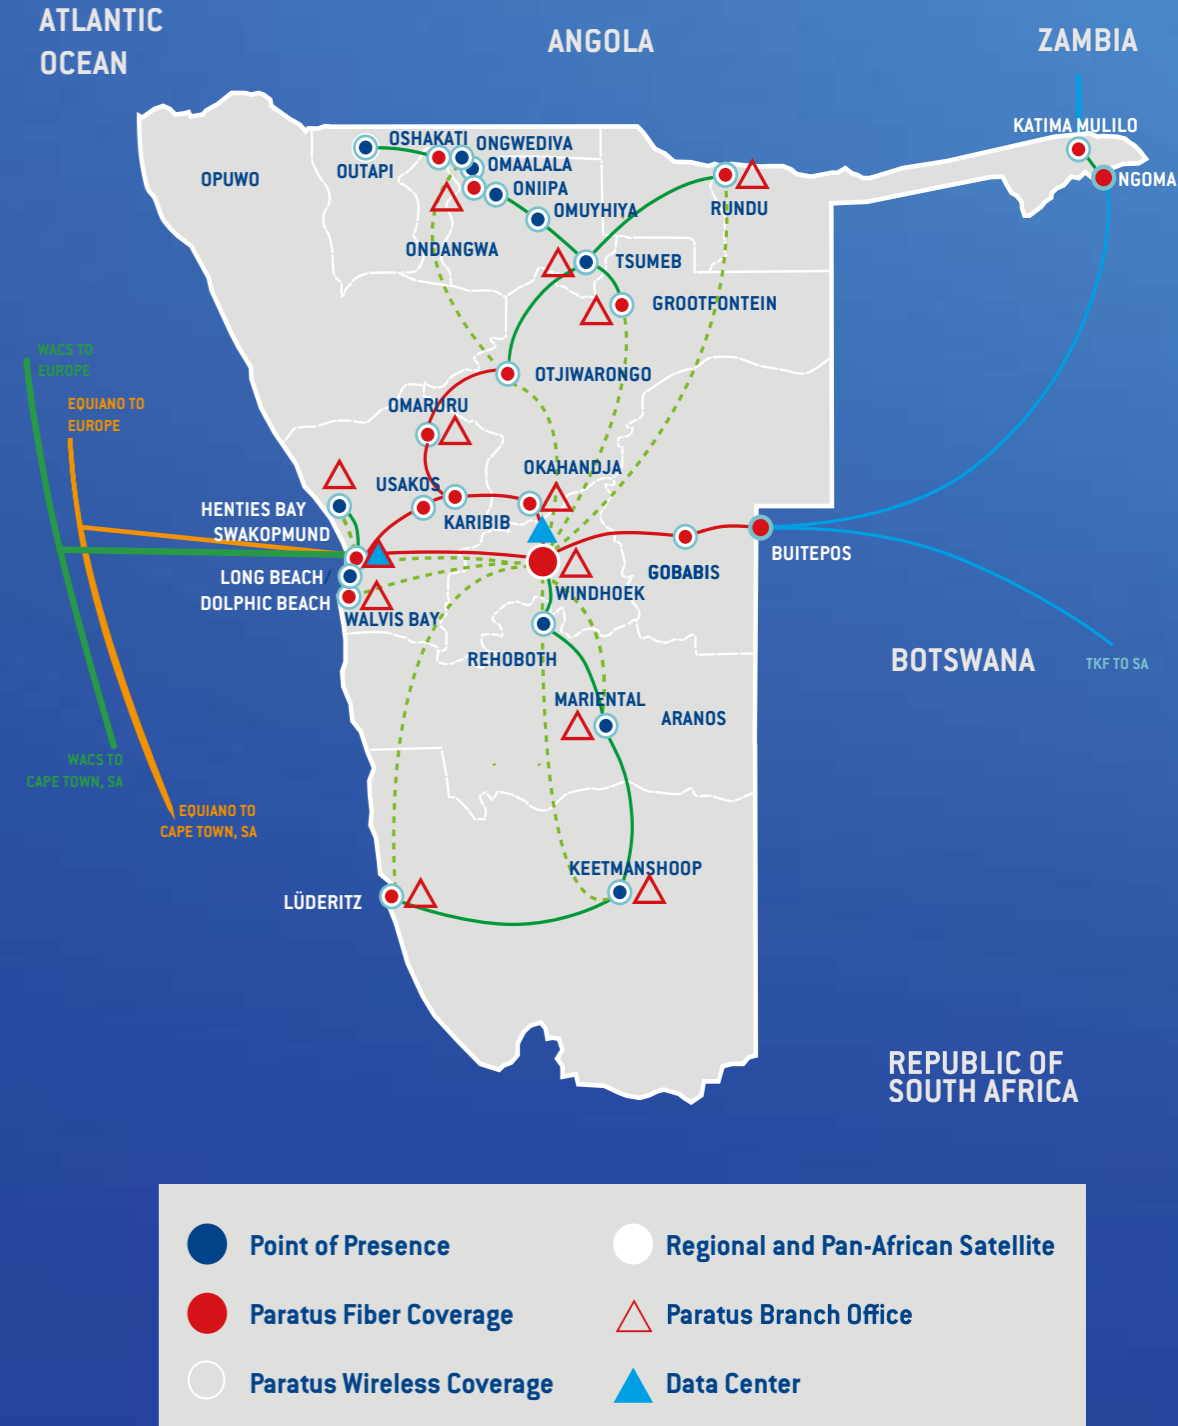 ATLANTIC
OCEAN
ANGOLA
ZAMBIA
KATIMA MULILO
NGOMA
OSHAKATI
ONGWEDIVA
OUTAPI
OMAALALA
OPUWO
ONIIPA
OMUYHIYA
RUNDU
ONDANGWA
TSUMEB
GROOTFONTEIN
WACS TO
EUROPE
EQUIANO TO
EUROPE
OTJIWARONGO
OMARURU
OKAHANDJA
USAKOS
HENTIES BAY
KARIBIB
SWAKOPMUND
BUITEPOS
LONG BEACH/
GOBABIS
DOLPHIC BEACH
WINDHOEK
WALVIS BAY
REHOBOTH
BOTSWANA
TKF TO SA
MARIENTAL
ARANOS
WACS TO
CAPE TOWN, SA
EQUIANO TO
CAPE TOWN, SA
KEETMANSHOOP
LÜDERITZ
REPUBLIC OF
SOUTH AFRICA
Point of Presence
Regional and Pan-African Satellite
Paratus Fiber Coverage
Paratus Branch Office
Paratus Wireless Coverage
Data Center